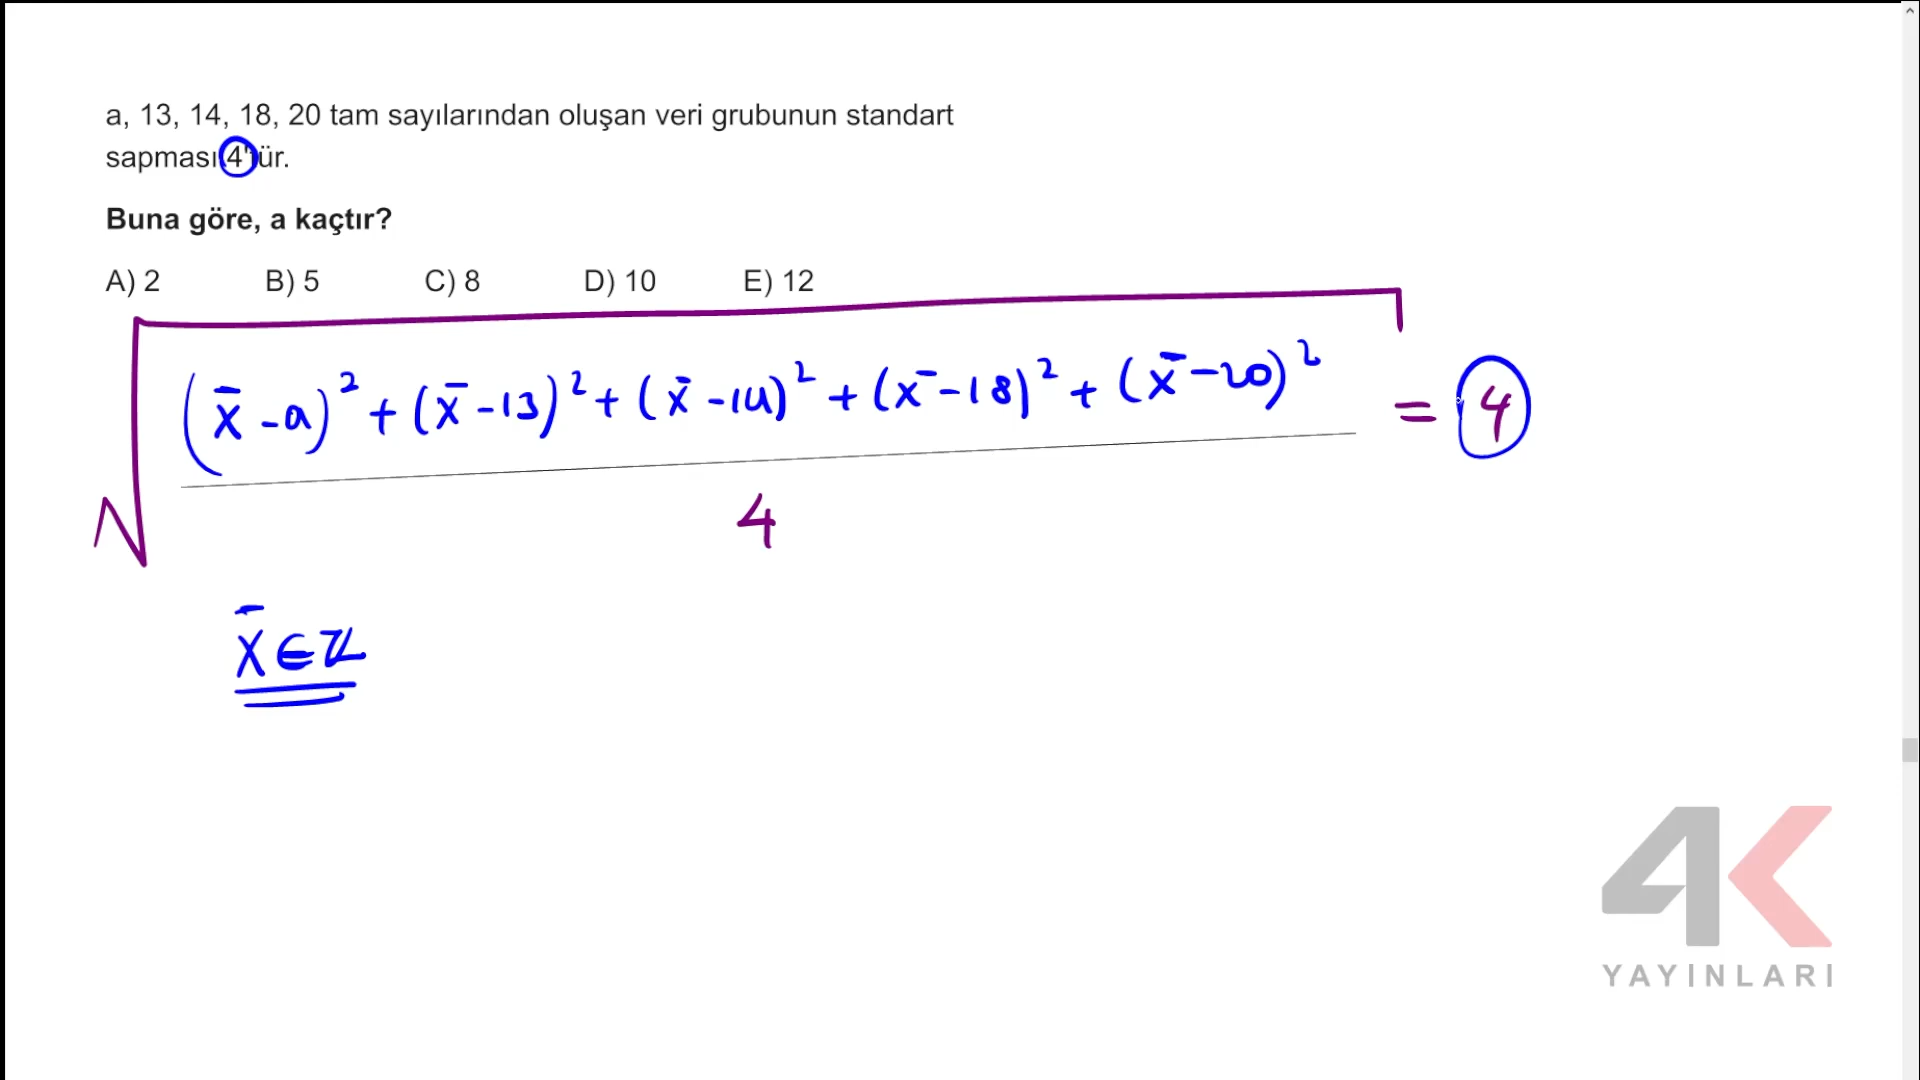 a, 13, 14, 18, 20 tam sayılarından oluşan veri grubunun standart
sapması 4'tür.
Buna göre, a kaçtır?
A) 2 B) 5 C) 8 D) 10 E) 12
√((x̄-a)² + (x̄-13)² + (x̄-14)² + (x̄-18)² + (x̄-20)² / 4) = 4
x̄ ∈ ℤ
4K
YAYINLARI